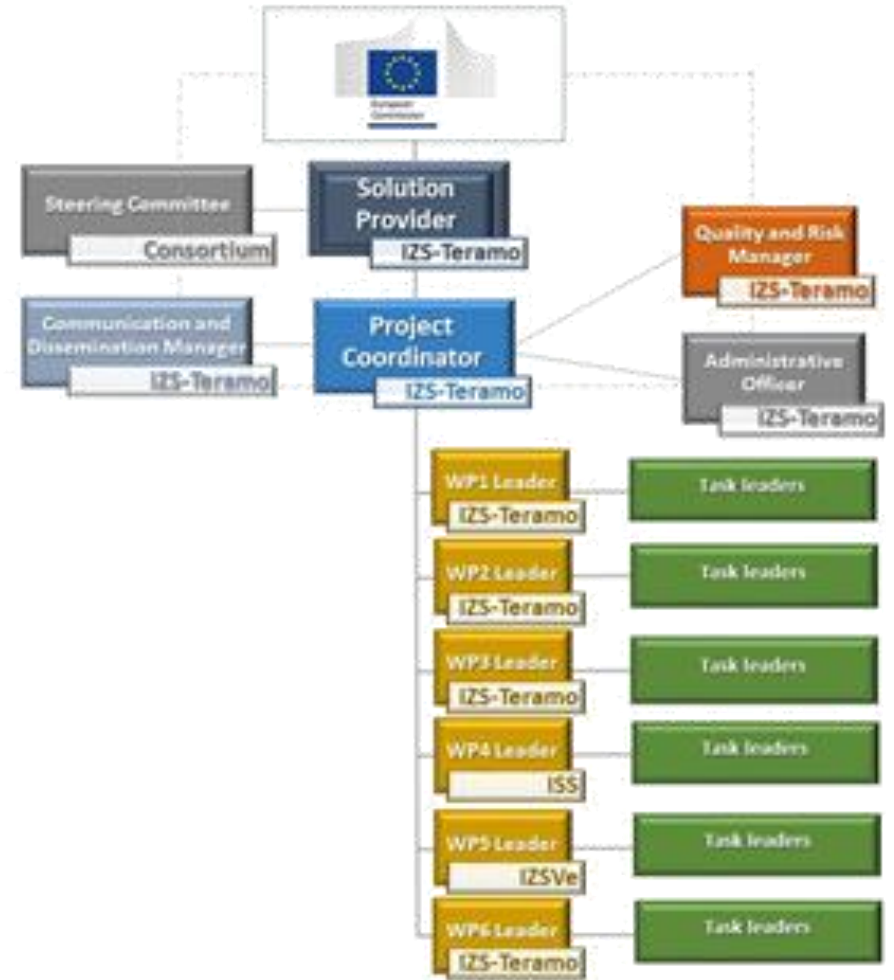 European
Commission
Steering Committee
Consortium
Solution
Provider
IZS-Teramo
Quality and Risk
Manager
IZS-Teramo
Communication and
Dissemination Manager
IZS-Teramo
Project
Coordinator
IZS-Teramo
Administrative
Officer
IZS-Teramo
WP1 Leader
IZS-Teramo
Task leaders
WP2 Leader
IZS-Teramo
Task leaders
WP3 Leader
IZS-Teramo
Task leaders
WP4 Leader
ISS
Task leaders
WP5 Leader
IZSVe
Task leaders
WP6 Leader
IZS-Teramo
Task leaders